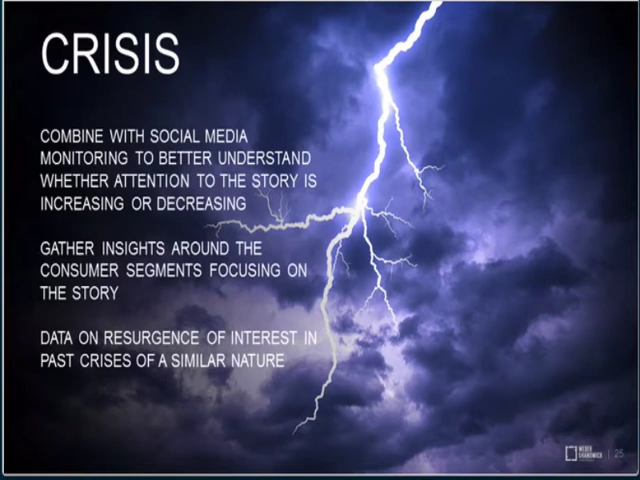 CRISIS
COMBINE WITH SOCIAL MEDIA
MONITORING TO BETTER UNDERSTAND
WHETHER ATTENTION TO THE STORY IS
INCREASING OR DECREASING
GATHER INSIGHTS AROUND THE
CONSUMER SEGMENTS FOCUSING ON
THE STORY
DATA ON RESURGENCE OF INTEREST IN
PAST CRISES OF A SIMILAR NATURE
WEBER
SHANDWICK
| 25